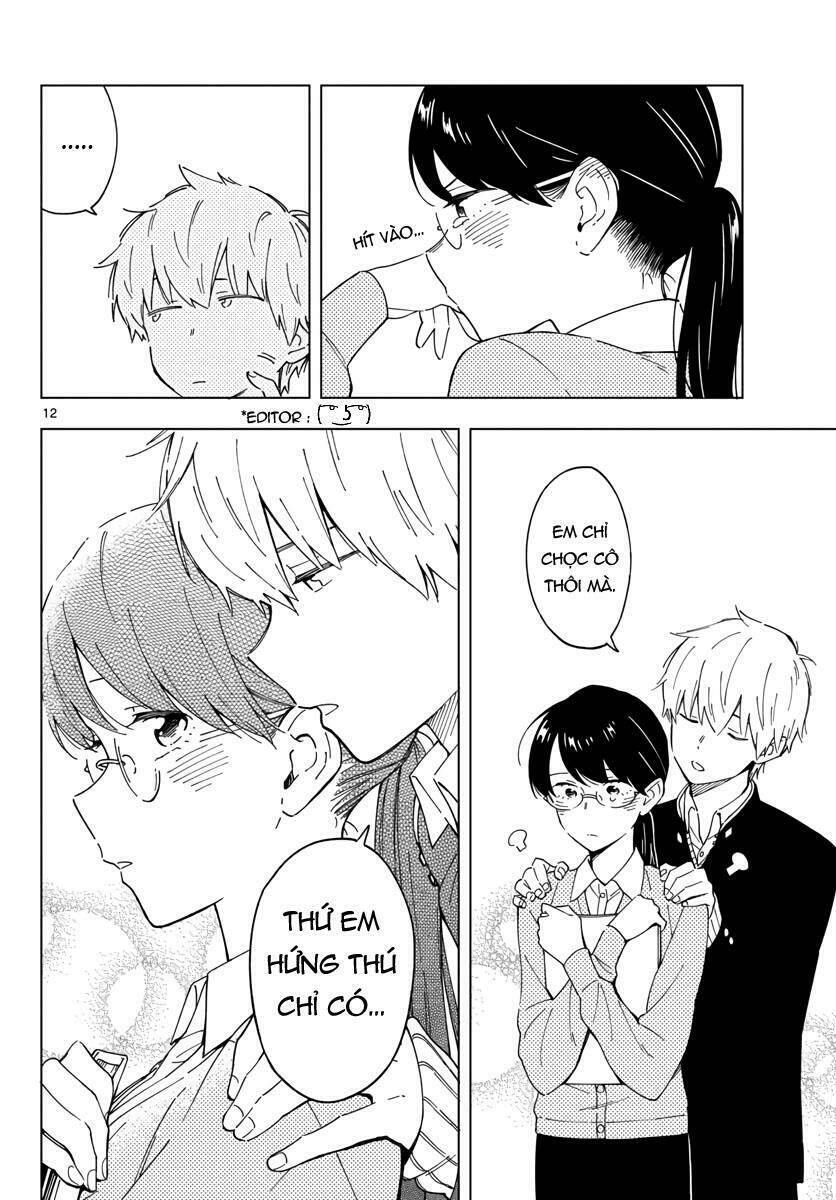 HÍT VÀO...
.....
12
*EDITOR : ( ͡° ͜ʖ ͡°)
EM CHỈ
CHỌC CÔ
THÔI MÀ.
THỨ EM
HỨNG THÚ
CHỈ CÓ...